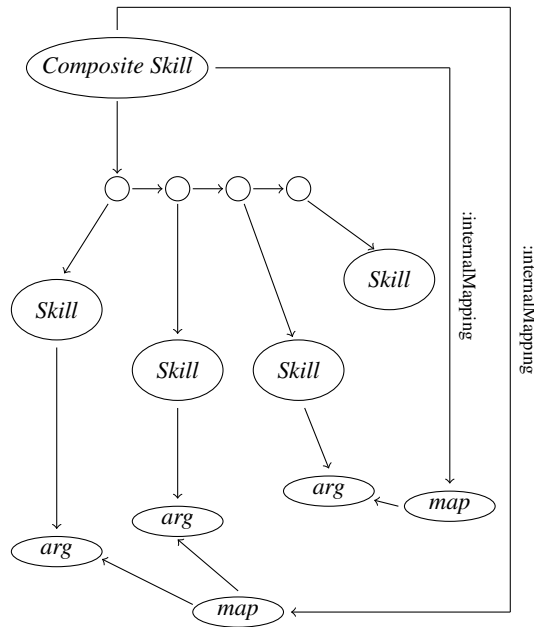 Composite Skill
Skill
Skill
Skill
Skill
::internalMapping
::internalMapping
arg
map
arg
arg
map